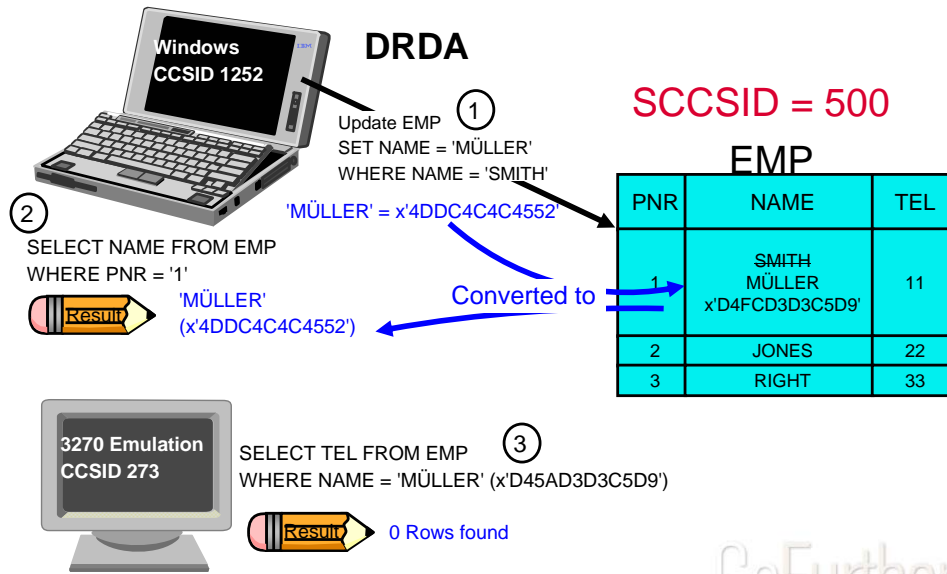 Windows
CCSID 1252
IBM
DRDA
1
Update EMP
SET NAME = 'MÜLLER'
WHERE NAME = 'SMITH'
'MÜLLER' = x'4DDC4C4C4552'
SCCSID = 500
EMP
PNR NAME TEL
1 SMITH MÜLLER x'D4FCD3D3C5D9' 11
2 JONES 22
3 RIGHT 33
2
SELECT NAME FROM EMP
WHERE PNR = '1'
Result
'MÜLLER'
(x'4DDC4C4C4552')
Converted to
3270 Emulation
CCSID 273
3
SELECT TEL FROM EMP
WHERE NAME = 'MÜLLER' (x'D45AD3D3C5D9')
Result
0 Rows found